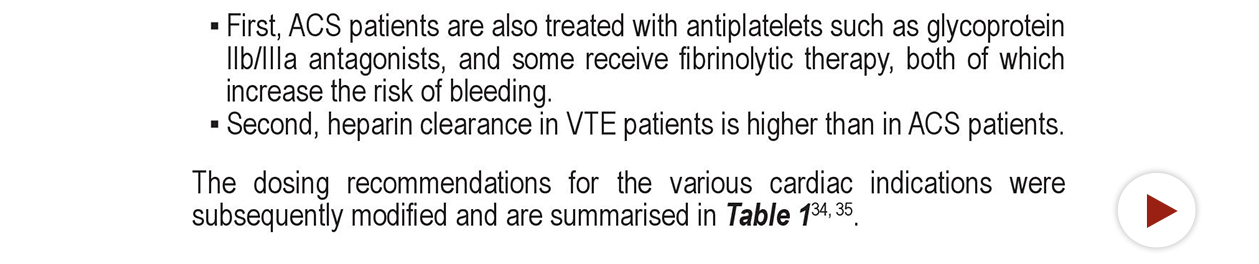 ▪ First, ACS patients are also treated with antiplatelets such as glycoprotein
IIb/IIIa antagonists, and some receive fibrinolytic therapy, both of which
increase the risk of bleeding.
▪ Second, heparin clearance in VTE patients is higher than in ACS patients.
The dosing recommendations for the various cardiac indications were
subsequently modified and are summarised in Table 134, 35.